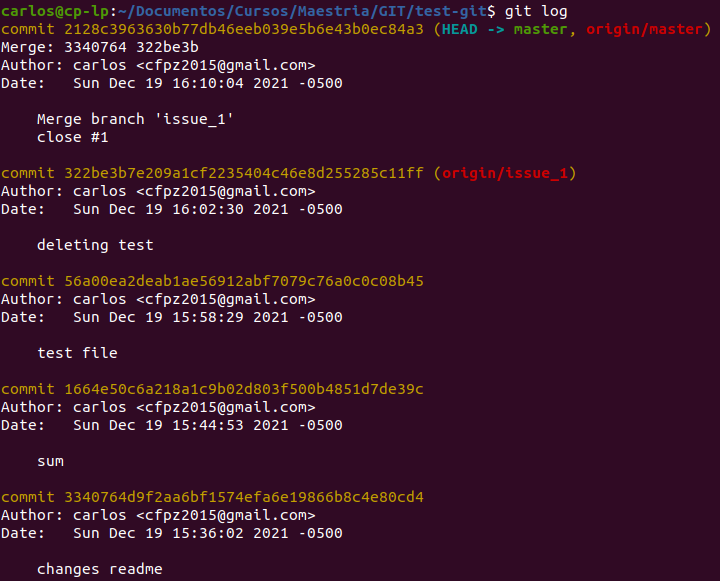 carlos@cp-lp:~/Documentos/Cursos/Maestria/GIT/test-git$ git log
commit 2128c3963630b77db46eeb039e5b6e43b0ec84a3 (HEAD -> master, origin/master)
Merge: 3340764 322be3b
Author: carlos <cfpz2015@gmail.com>
Date:   Sun Dec 19 16:10:04 2021 -0500
    Merge branch 'issue_1'
    close #1
commit 322be3b7e209a1cf2235404c46e8d255285c11ff (origin/issue_1)
Author: carlos <cfpz2015@gmail.com>
Date:   Sun Dec 19 16:02:30 2021 -0500
    deleting test
commit 56a00ea2deab1ae56912abf7079c76a0c0c08b45
Author: carlos <cfpz2015@gmail.com>
Date:   Sun Dec 19 15:58:29 2021 -0500
    test file
commit 1664e50c6a218a1c9b02d803f500b4851d7de39c
Author: carlos <cfpz2015@gmail.com>
Date:   Sun Dec 19 15:44:53 2021 -0500
    sum
commit 3340764d9f2aa6bf1574efa6e19866b8c4e80cd4
Author: carlos <cfpz2015@gmail.com>
Date:   Sun Dec 19 15:36:02 2021 -0500
    changes readme